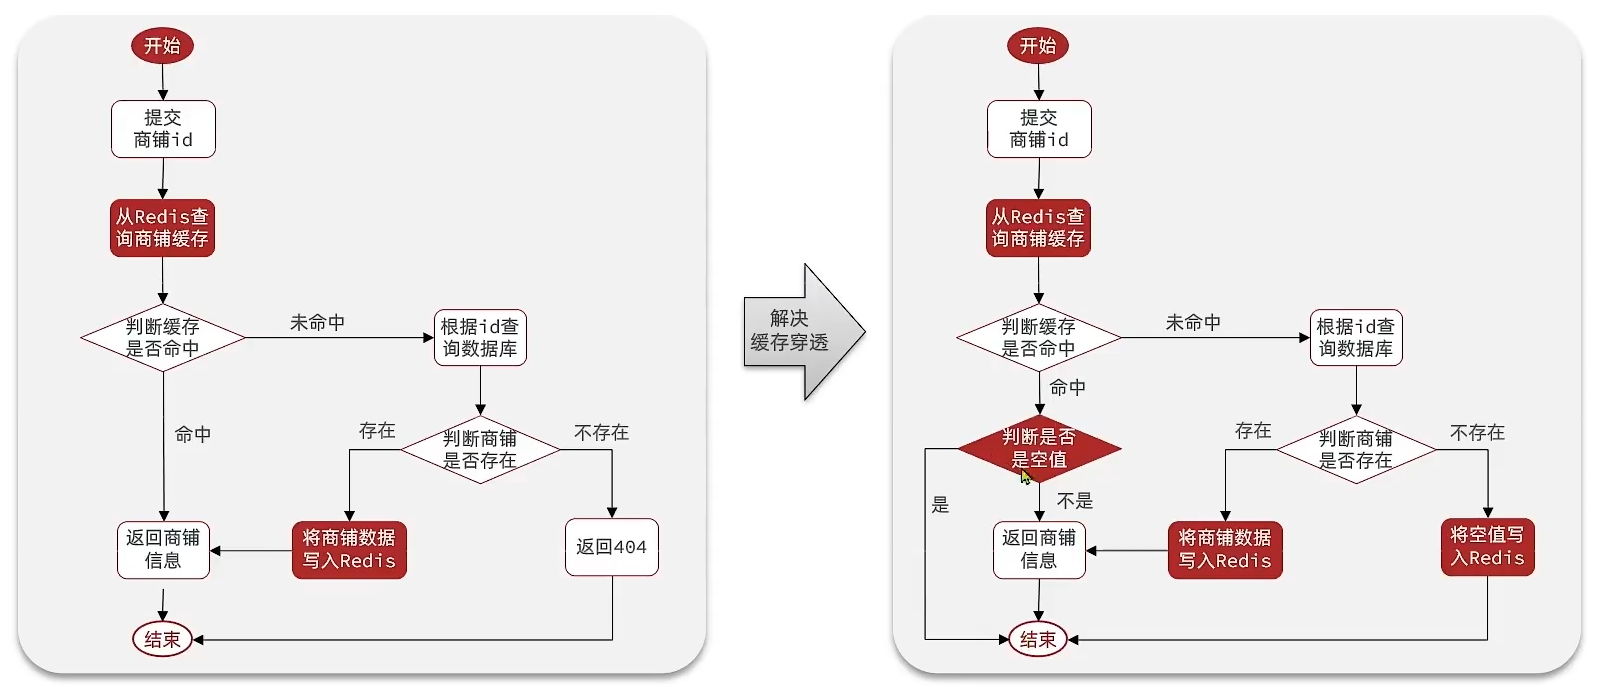 开始
提交
商铺id
从Redis查
询商铺缓存
判断缓存
是否命中
未命中
根据id查
询数据库
命中
存在
判断商铺
是否存在
不存在
返回商铺
信息
将商铺数据
写入Redis
返回404
结束
解决
缓存穿透
开始
提交
商铺id
从Redis查
询商铺缓存
判断缓存
是否命中
未命中
根据id查
询数据库
命中
判断是否
是空值
存在
判断商铺
是否存在
不存在
是
不是
返回商铺
信息
将商铺数据
写入Redis
将空值写
入Redis
结束